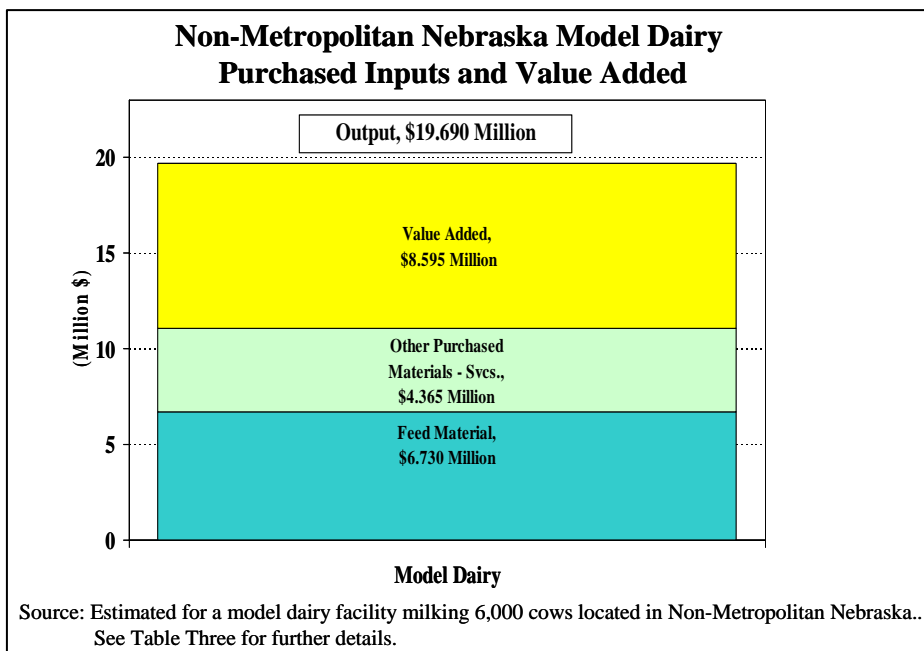 Non-Metropolitan Nebraska Model Dairy
Purchased Inputs and Value Added
Output, $19.690 Million
20
15
10
5
0
(Million $)
Value Added,
$8.595 Million
Other Purchased
Materials - Svcs.,
$4.365 Million
Feed Material,
$6.730 Million
Model Dairy
Source: Estimated for a model dairy facility milking 6,000 cows located in Non-Metropolitan Nebraska..
See Table Three for further details.